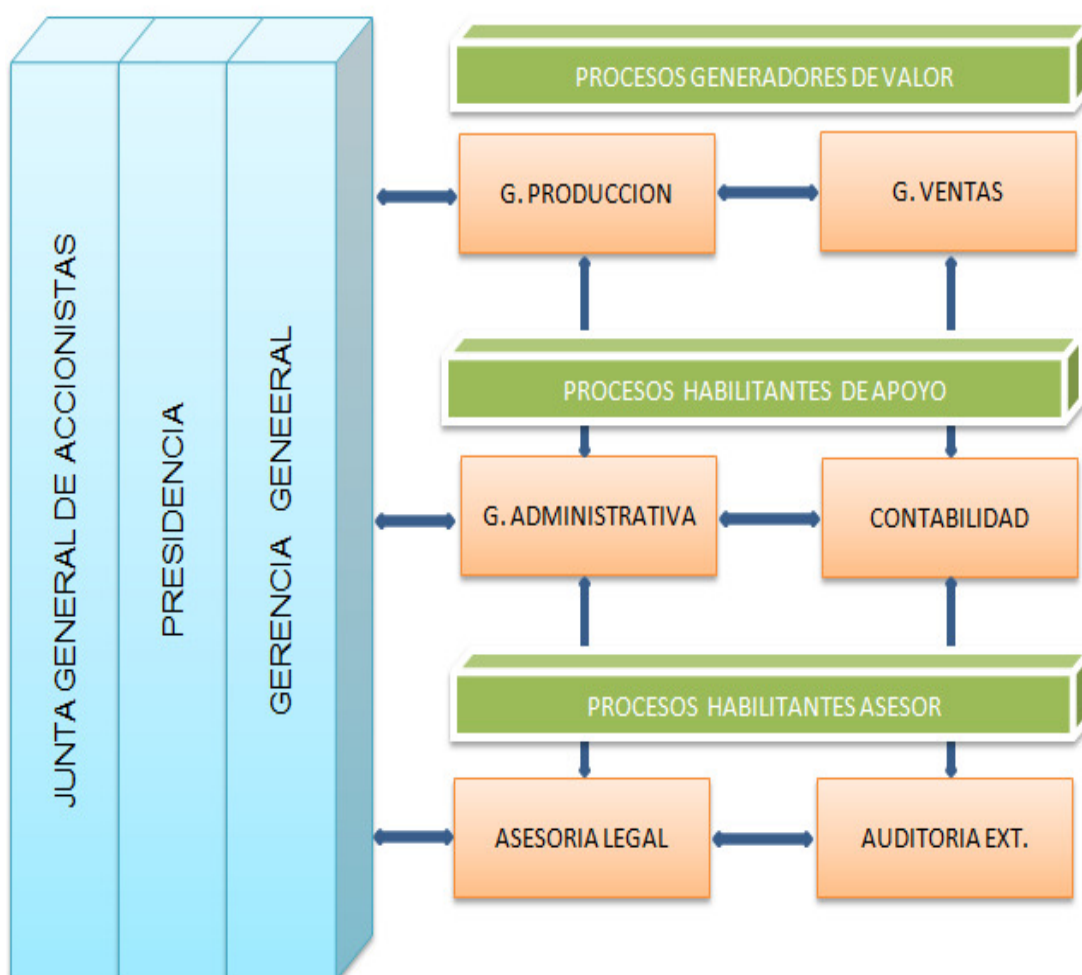 JUNTA GENERAL DE ACCIONISTAS
PRESIDENCIA
GERENCIA GENEERAL
PROCESOS GENERADORES DE VALOR
G. PRODUCCION
G. VENTAS
PROCESOS HABILITANTES DE APOYO
G. ADMINISTRATIVA
CONTABILIDAD
PROCESOS HABILITANTES ASESOR
ASESORIA LEGAL
AUDITORIA EXT.